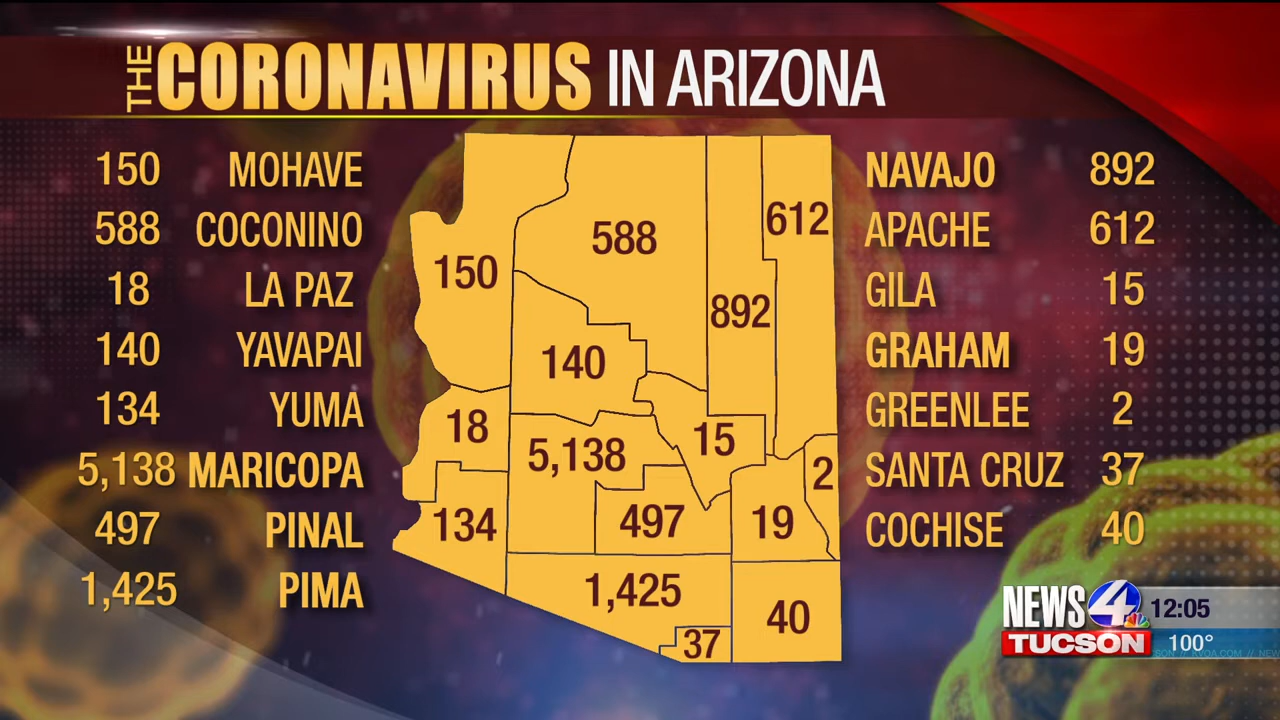 THE CORONAVIRUS IN ARIZONA
150 MOHAVE
588 COCONINO
18 LA PAZ
140 YAVAPAI
134 YUMA
5,138 MARICOPA
497 PINAL
1,425 PIMA
612
588
150
892
140
18
15
5,138
2
134
497
19
1,425
40
37
NAVAJO 892
APACHE 612
GILA 15
GRAHAM 19
GREENLEE 2
SANTA CRUZ 37
COCHISE 40
NEWS 4 12:05
TUCSON 100°